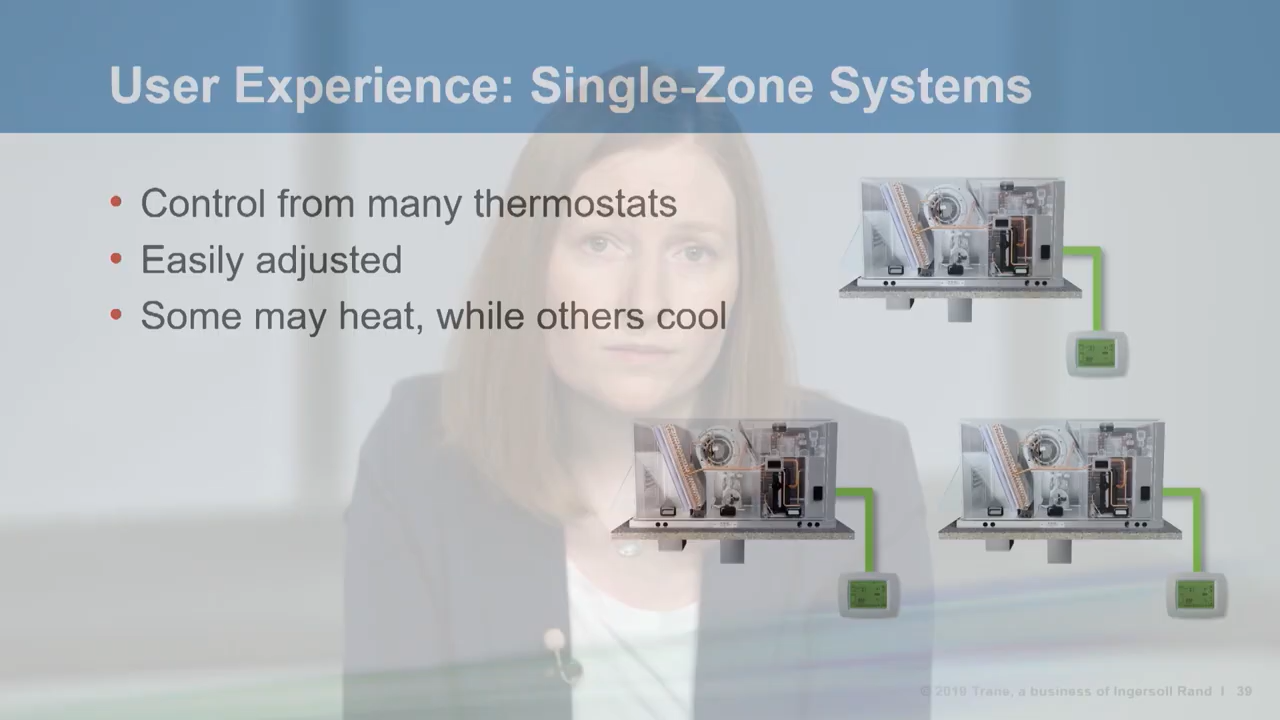 User Experience: Single-Zone Systems
• Control from many thermostats
• Easily adjusted
• Some may heat, while others cool
© 2019 Trane, a business of Ingersoll Rand | 39